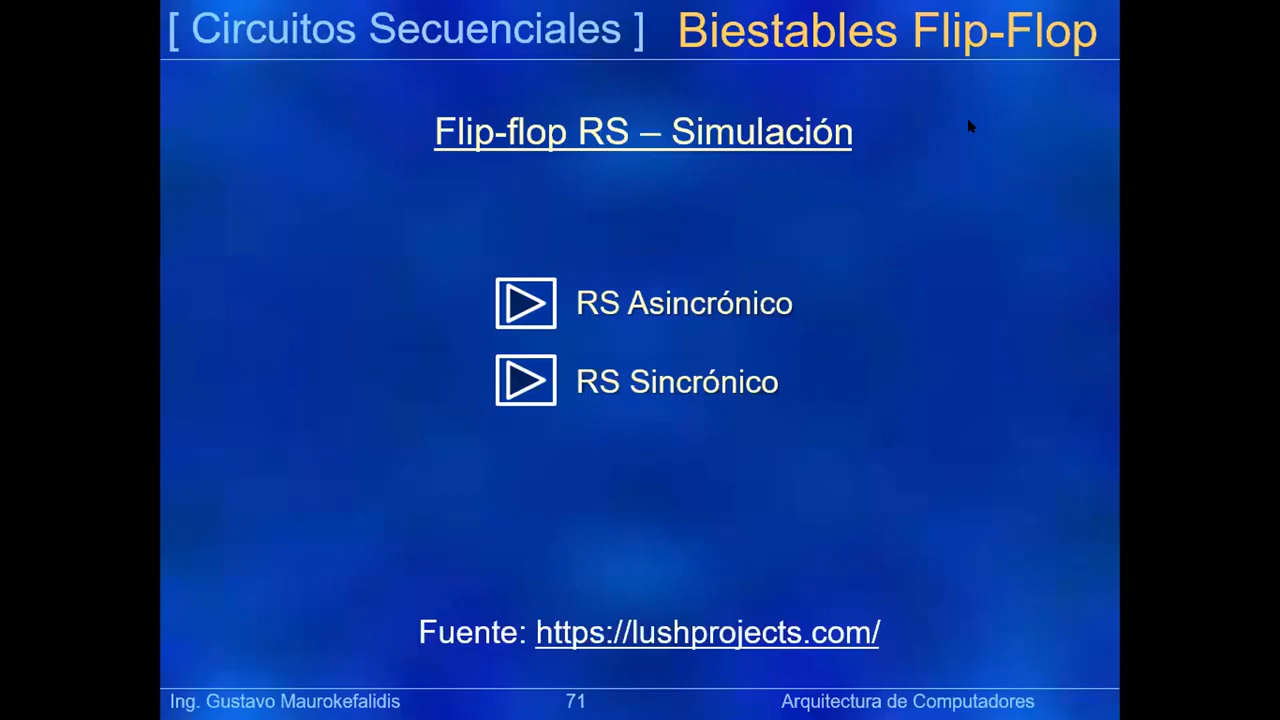 [ Circuitos Secuenciales ] Biestables Flip-Flop
Flip-flop RS – Simulación
RS Asincrónico
RS Sincrónico
Fuente: https://lushprojects.com/
Ing. Gustavo Maurokefalidis 71 Arquitectura de Computadores